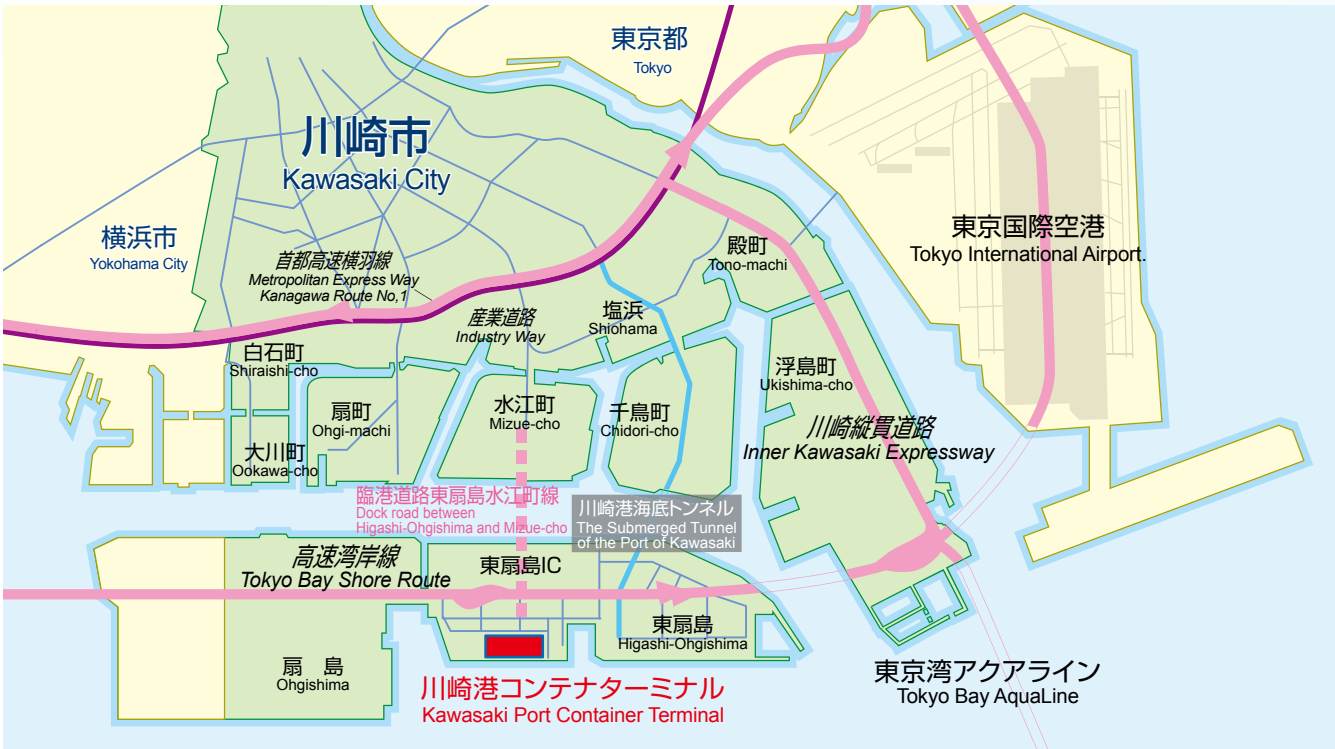 東京都
Tokyo
川崎市
Kawasaki City
横浜市
Yokohama City
東京国際空港
Tokyo International Airport.
殿町
Tono-machi
首都高速横羽線
Metropolitan Express Way
Kanagawa Route No,1
産業道路
Industry Way
塩浜
Shiohama
白石町
Shiraishi-cho
浮島町
Ukishima-cho
扇町
Ohgi-machi
水江町
Mizue-cho
千鳥町
Chidori-cho
川崎縦貫道路
Inner Kawasaki Expressway
大川町
Ookawa-cho
臨港道路東扇島水江町線
Dock road between
Higashi-Ohgishima and Mizue-cho
川崎港海底トンネル
The Submerged Tunnel
of the Port of Kawasaki
高速湾岸線
Tokyo Bay Shore Route
東扇島IC
東扇島
Higashi-Ohgishima
扇　島
Ohgishima
川崎港コンテナターミナル
Kawasaki Port Container Terminal
東京湾アクアライン
Tokyo Bay AquaLine